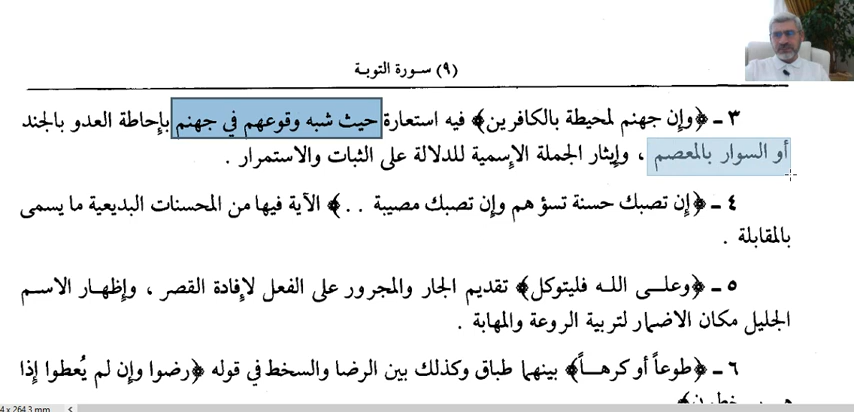 (٩) سورة التوبة
٣ ـ ﴿وإن جهنم لمحيطة بالكافرين﴾ فيه استعارة حيث شبه وقوعهم في جهنم بإحاطة العدو بالجند
أو السوار بالمعصم ، وإيثار الجملة الإسمية للدلالة على الثبات والاستمرار .
٤ ـ ﴿إن تصبك حسنة تسؤهم وإن تصبك مصيبة . .﴾ الآية فيها من المحسنات البديعية ما يسمى
بالمقابلة .
٥ ـ ﴿وعلى الله فليتوكل﴾ تقديم الجار والمجرور على الفعل لإفادة القصر ، وإظهار الاسم
الجليل مكان الاضمار لتربية الروعة والمهابة .
٦ ـ ﴿طوعاً أو كرهاً﴾ بينهما طباق وكذلك بين الرضا والسخط في قوله ﴿رضوا وإن لم يُعطوا إذا
4 x 264.3 mm